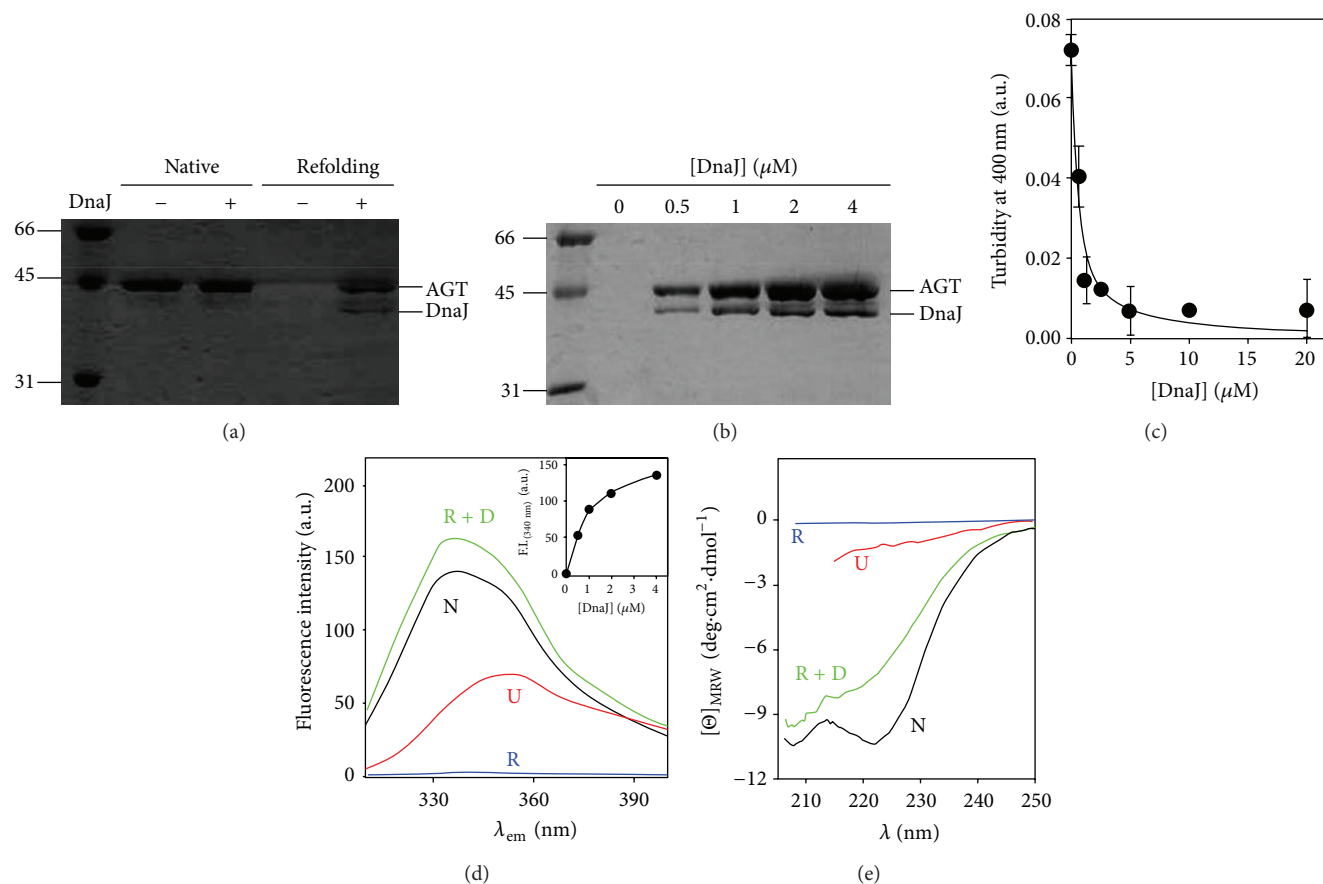 Native
Refolding
DnaJ − + − +
66
45
31
AGT
DnaJ
(a)
[DnaJ] (μM)
0 0.5 1 2 4
66
45
31
AGT
DnaJ
(b)
Turbidity at 400 nm (a.u.)
0.08
0.06
0.04
0.02
0.00
0 5 10 15 20
[DnaJ] (μM)
(c)
Fluorescence intensity (a.u.)
200
150
100
50
0
R + D
N
U
R
330 360 390
λem (nm)
F.I.(340 nm) (a.u.)
150
100
50
0
0 1 2 3 4
[DnaJ] (μM)
(d)
[Θ]MRW (deg·cm²·dmol⁻¹)
0
−3
−6
−9
−12
R
U
R + D
N
210 220 230 240 250
λ (nm)
(e)